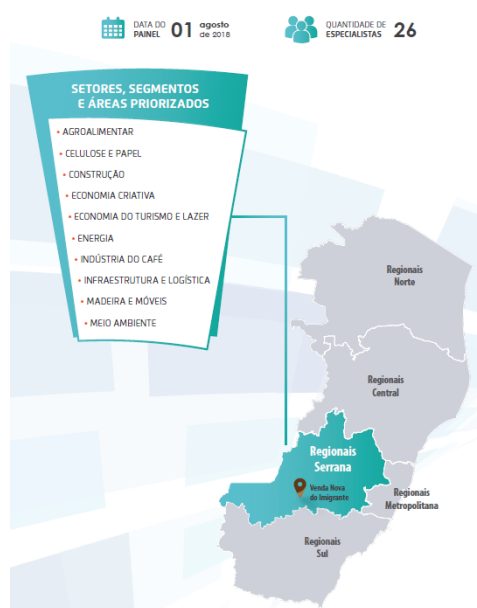 DATA DO
PAINEL
01
agosto
de 2018
QUANTIDADE DE
ESPECIALISTAS
26
SETORES, SEGMENTOS
E ÁREAS PRIORIZADOS
• AGROALIMENTAR
• CELULOSE E PAPEL
• CONSTRUÇÃO
• ECONOMIA CRIATIVA
• ECONOMIA DO TURISMO E LAZER
• ENERGIA
• INDÚSTRIA DO CAFÉ
• INFRAESTRUTURA E LOGÍSTICA
• MADEIRA E MÓVEIS
• MEIO AMBIENTE
Regionais
Norte
Regionais
Central
Regionais
Serrana
Venda Nova
do Imigrante
Regionais
Metropolitana
Regionais
Sul